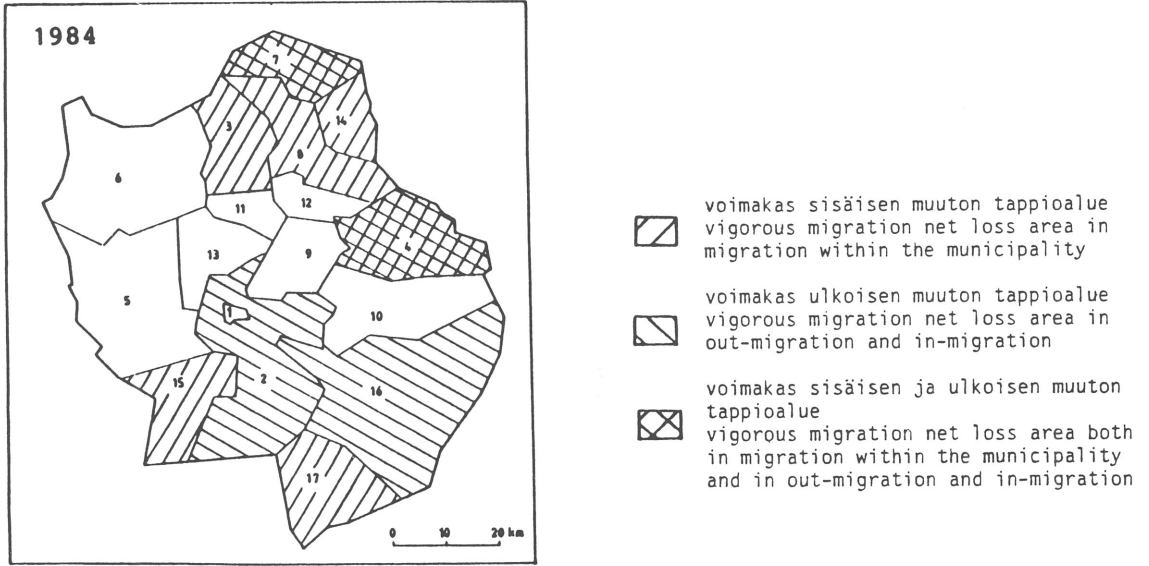 1984
7
3
14
8
6
11
12
4
13
9
5
1
10
15
2
16
17
0 10 20 km
voimakas sisäisen muuton tappioalue
vigorous migration net loss area in
migration within the municipality
voimakas ulkoisen muuton tappioalue
vigorous migration net loss area in
out-migration and in-migration
voimakas sisäisen ja ulkoisen muuton
tappioalue
vigorous migration net loss area both
in migration within the municipality
and in out-migration and in-migration